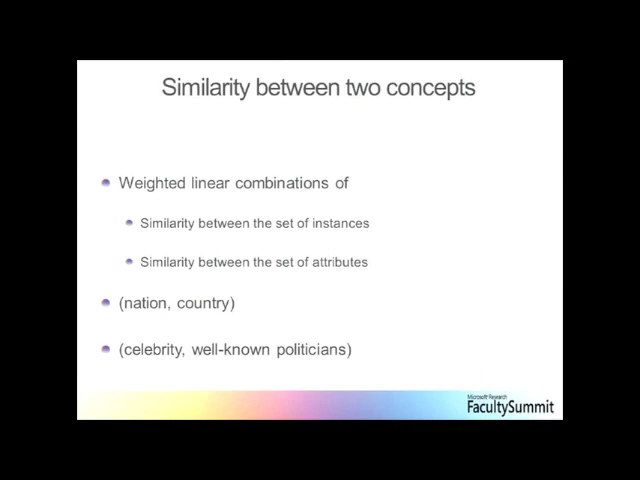 Similarity between two concepts
Weighted linear combinations of
Similarity between the set of instances
Similarity between the set of attributes
(nation, country)
(celebrity, well-known politicians)
Microsoft Research
FacultySummit